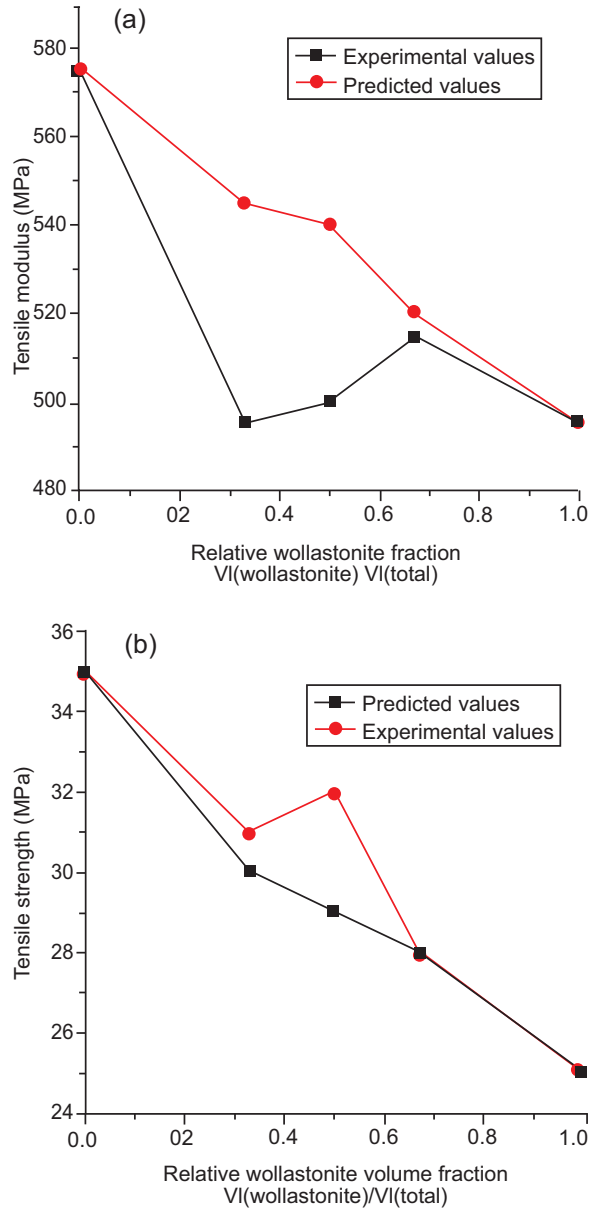 (a)
Experimental values
Predicted values
Tensile modulus (MPa)
580
560
540
520
500
480
0.0
02
0.4
0.6
0.8
1.0
Relative wollastonite fraction
Vl(wollastonite) Vl(total)
(b)
Predicted values
Experimental values
Tensile strength (MPa)
36
34
32
30
28
26
24
0.0
02
0.4
0.6
0.8
1.0
Relative wollastonite volume fraction
Vl(wollastonite)/Vl(total)